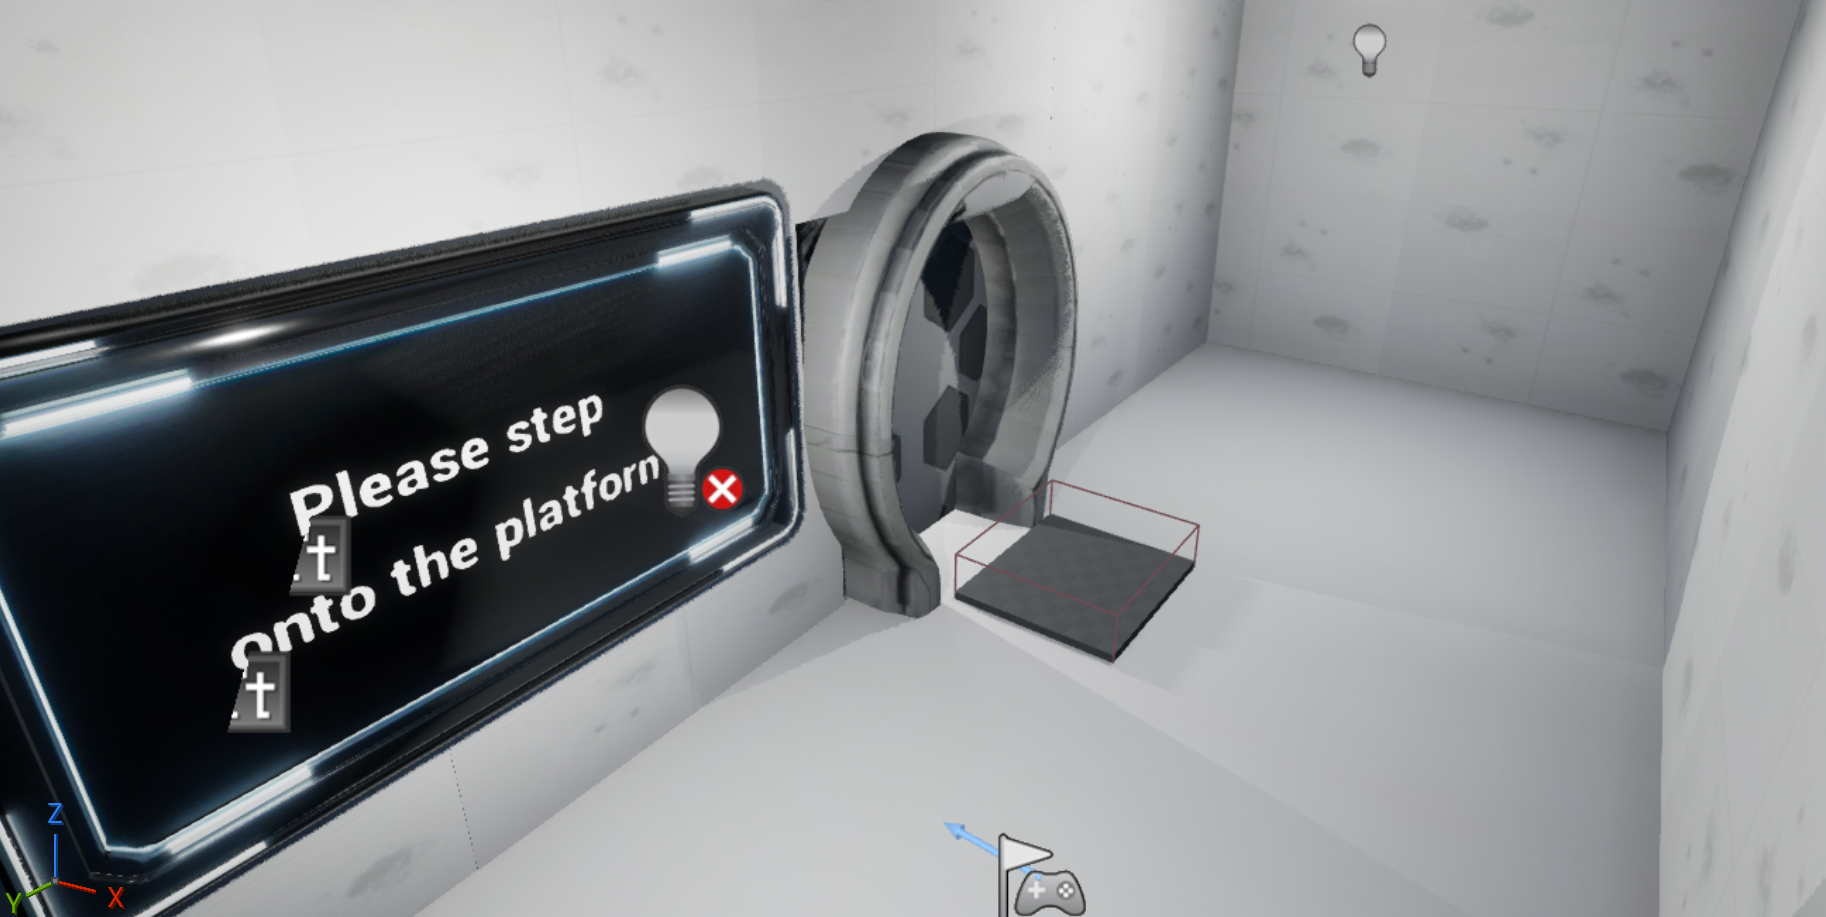 Please step
onto the platform
.t
.t
Z
Y
X